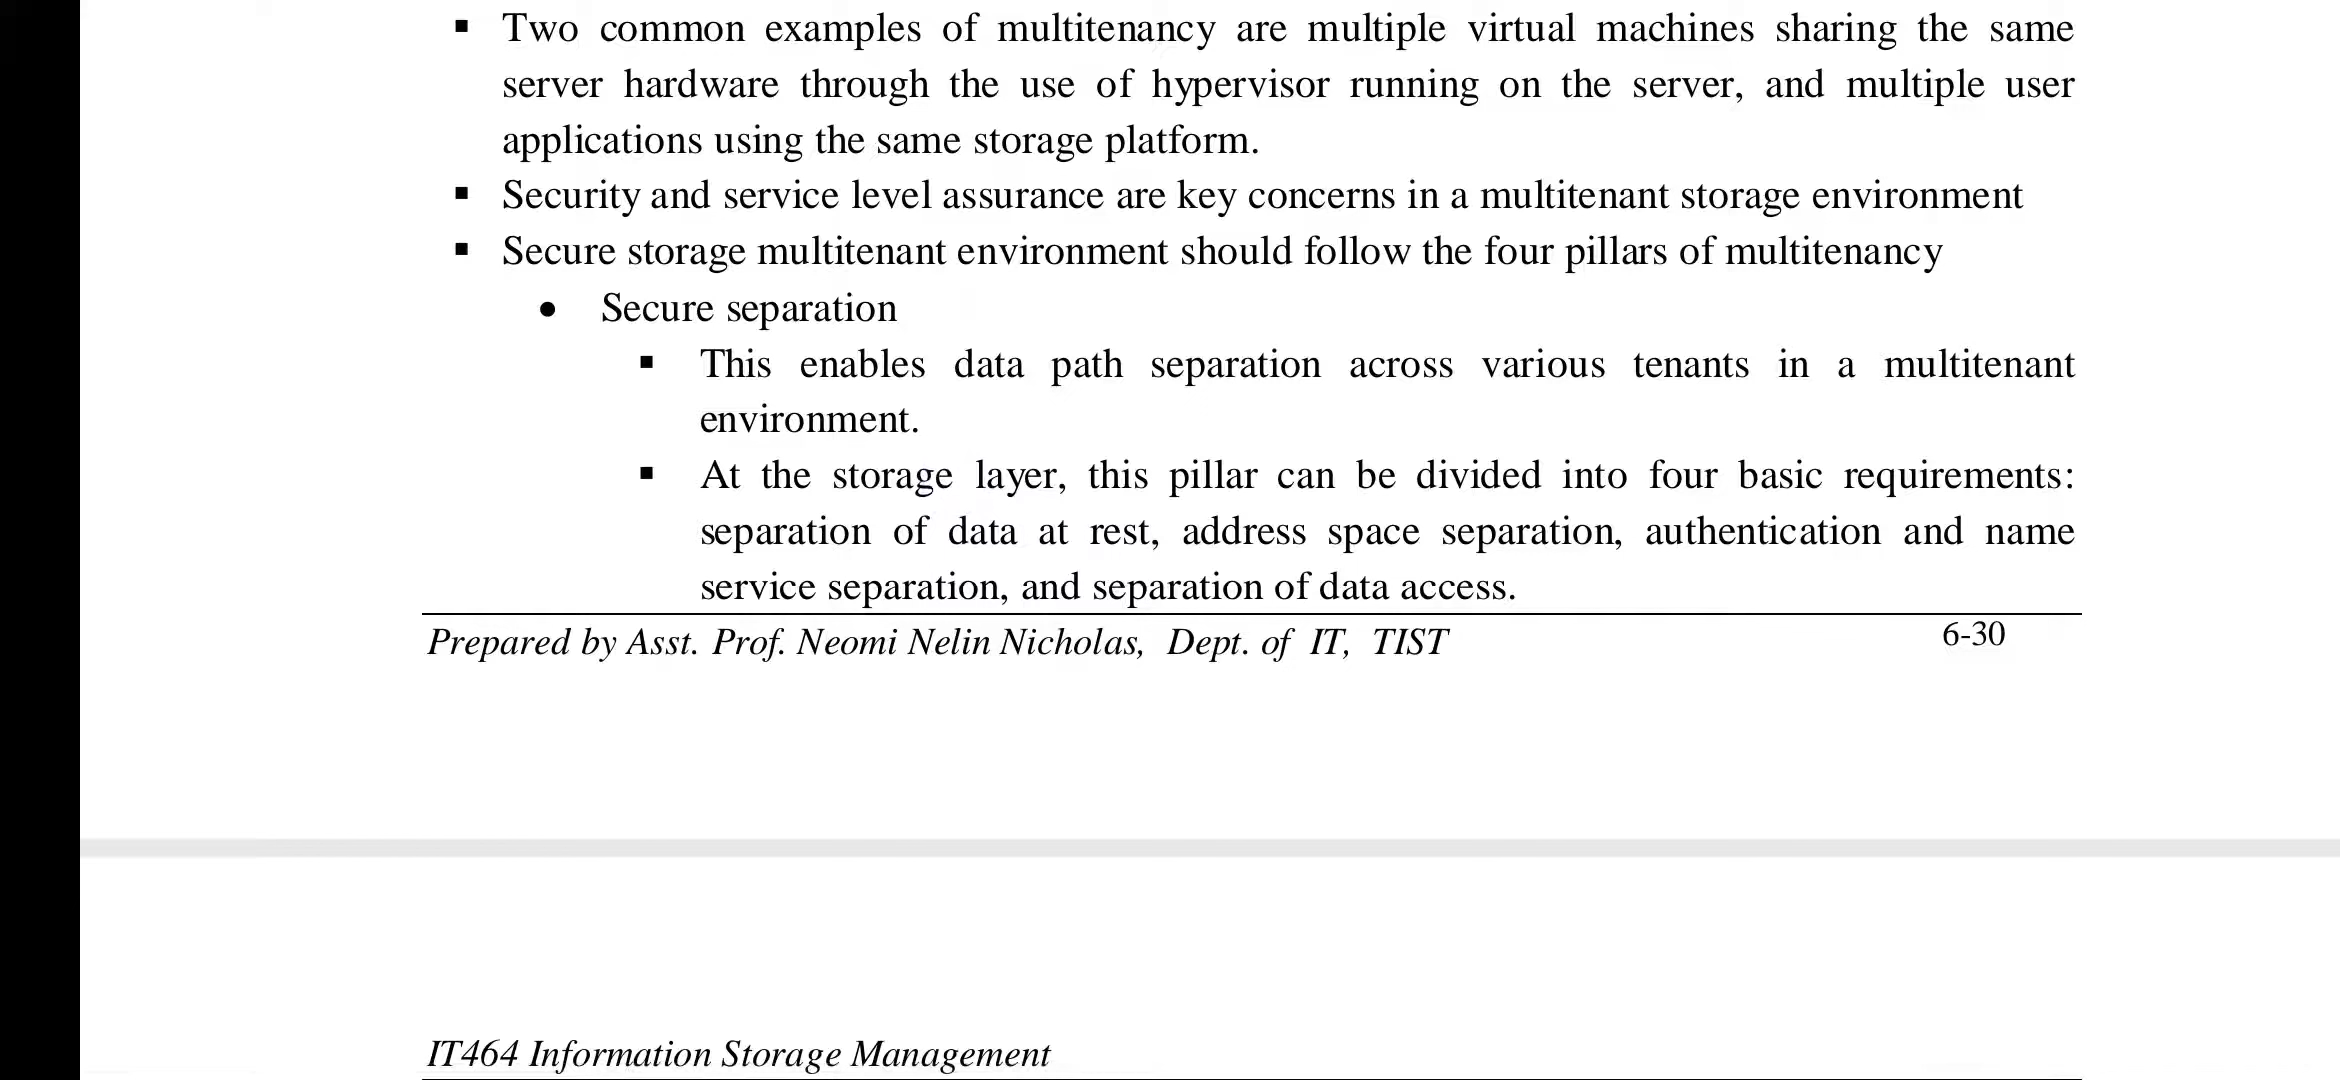 ▪ Two common examples of multitenancy are multiple virtual machines sharing the same
server hardware through the use of hypervisor running on the server, and multiple user
applications using the same storage platform.
▪ Security and service level assurance are key concerns in a multitenant storage environment
▪ Secure storage multitenant environment should follow the four pillars of multitenancy
• Secure separation
▪ This enables data path separation across various tenants in a multitenant
environment.
▪ At the storage layer, this pillar can be divided into four basic requirements:
separation of data at rest, address space separation, authentication and name
service separation, and separation of data access.
Prepared by Asst. Prof. Neomi Nelin Nicholas, Dept. of IT, TIST 6-30
IT464 Information Storage Management